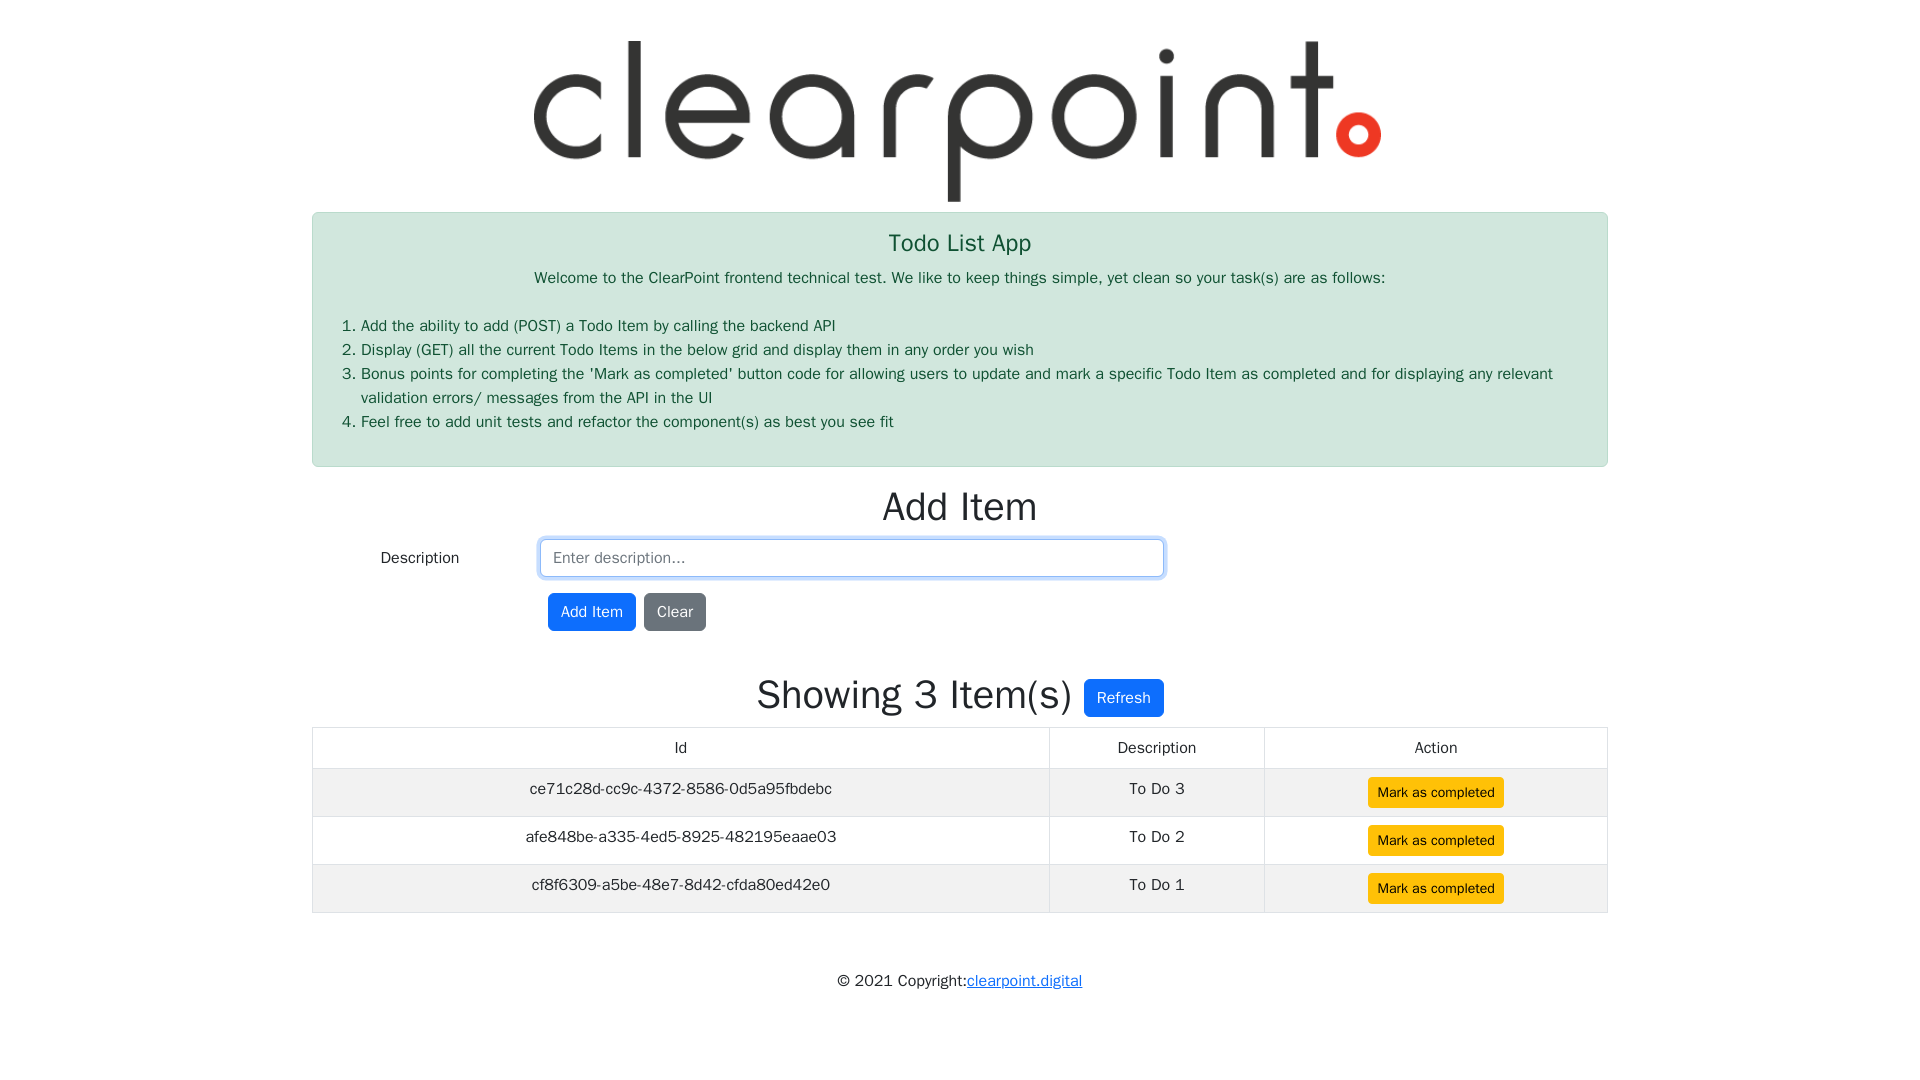 clearpoint.
Todo List App
Welcome to the ClearPoint frontend technical test. We like to keep things simple, yet clean so your task(s) are as follows:
1. Add the ability to add (POST) a Todo Item by calling the backend API
2. Display (GET) all the current Todo Items in the below grid and display them in any order you wish
3. Bonus points for completing the 'Mark as completed' button code for allowing users to update and mark a specific Todo Item as completed and for displaying any relevant
validation errors/ messages from the API in the UI
4. Feel free to add unit tests and refactor the component(s) as best you see fit
Add Item
Description
Enter description...
Add Item
Clear
Showing 3 Item(s)
Refresh
Id Description Action
ce71c28d-cc9c-4372-8586-0d5a95fbdebc To Do 3 Mark as completed
afe848be-a335-4ed5-8925-482195eaae03 To Do 2 Mark as completed
cf8f6309-a5be-48e7-8d42-cfda80ed42e0 To Do 1 Mark as completed
© 2021 Copyright:clearpoint.digital